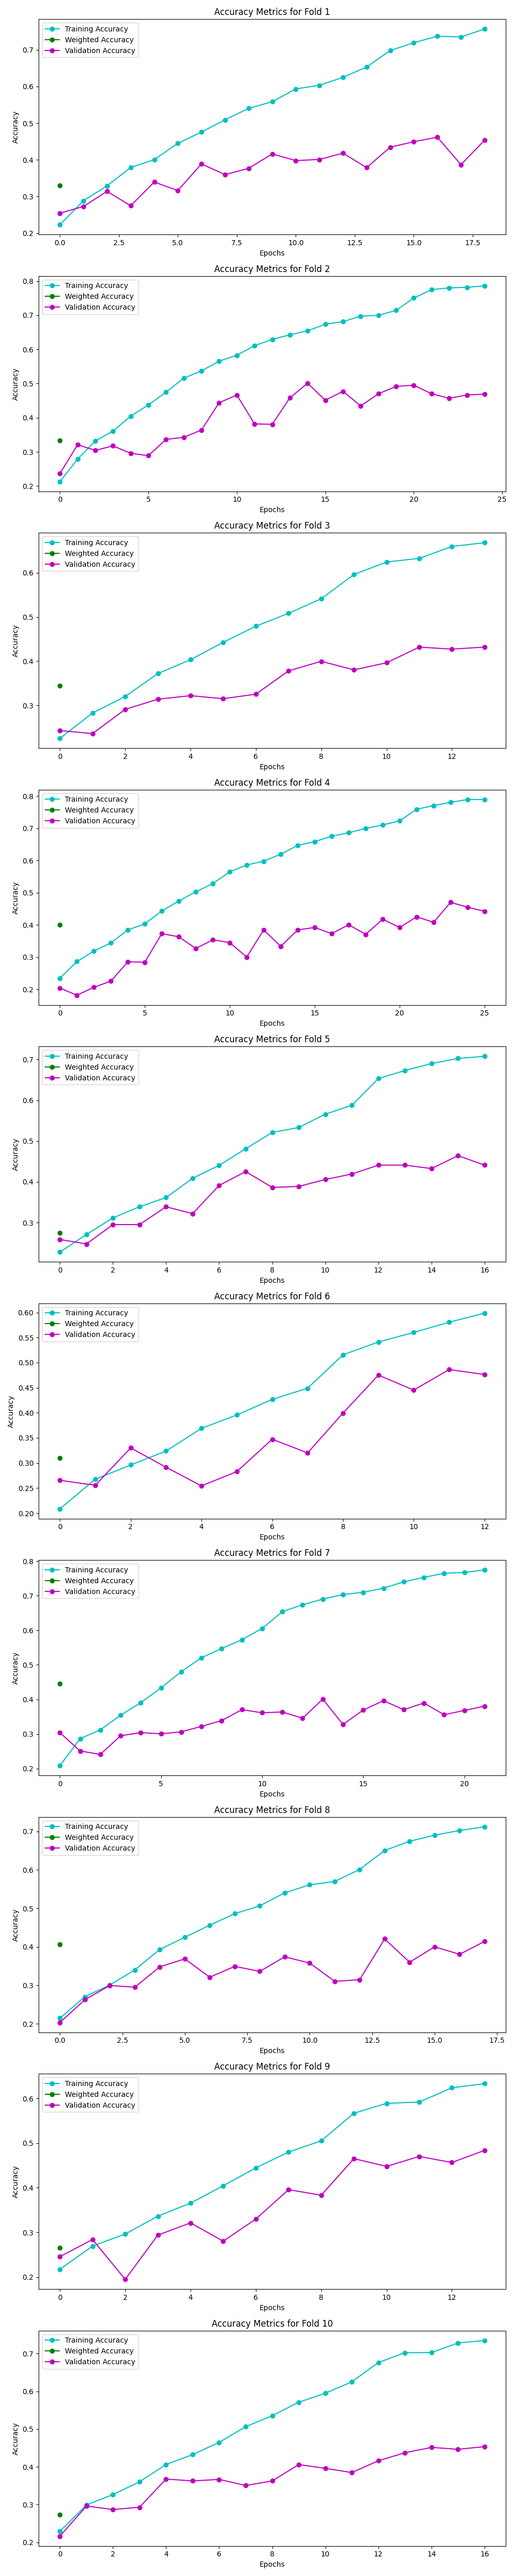 Accuracy Metrics for Fold 1
Training Accuracy
Weighted Accuracy
Validation Accuracy
0.7
0.6
0.5
0.4
0.3
0.2
Accuracy
0.0 2.5 5.0 7.5 10.0 12.5 15.0 17.5
Epochs
Accuracy Metrics for Fold 2
Training Accuracy
Weighted Accuracy
Validation Accuracy
0.8
0.7
0.6
0.5
0.4
0.3
0.2
Accuracy
0 5 10 15 20 25
Epochs
Accuracy Metrics for Fold 3
Training Accuracy
Weighted Accuracy
Validation Accuracy
0.6
0.5
0.4
0.3
Accuracy
0 2 4 6 8 10 12
Epochs
Accuracy Metrics for Fold 4
Training Accuracy
Weighted Accuracy
Validation Accuracy
0.8
0.7
0.6
0.5
0.4
0.3
0.2
Accuracy
0 5 10 15 20 25
Epochs
Accuracy Metrics for Fold 5
Training Accuracy
Weighted Accuracy
Validation Accuracy
0.7
0.6
0.5
0.4
0.3
Accuracy
0 2 4 6 8 10 12 14 16
Epochs
Accuracy Metrics for Fold 6
Training Accuracy
Weighted Accuracy
Validation Accuracy
0.60
0.55
0.50
0.45
0.40
0.35
0.30
0.25
0.20
Accuracy
0 2 4 6 8 10 12
Epochs
Accuracy Metrics for Fold 7
Training Accuracy
Weighted Accuracy
Validation Accuracy
0.8
0.7
0.6
0.5
0.4
0.3
0.2
Accuracy
0 5 10 15 20
Epochs
Accuracy Metrics for Fold 8
Training Accuracy
Weighted Accuracy
Validation Accuracy
0.7
0.6
0.5
0.4
0.3
0.2
Accuracy
0.0 2.5 5.0 7.5 10.0 12.5 15.0 17.5
Epochs
Accuracy Metrics for Fold 9
Training Accuracy
Weighted Accuracy
Validation Accuracy
0.6
0.5
0.4
0.3
0.2
Accuracy
0 2 4 6 8 10 12
Epochs
Accuracy Metrics for Fold 10
Training Accuracy
Weighted Accuracy
Validation Accuracy
0.7
0.6
0.5
0.4
0.3
0.2
Accuracy
0 2 4 6 8 10 12 14 16
Epochs